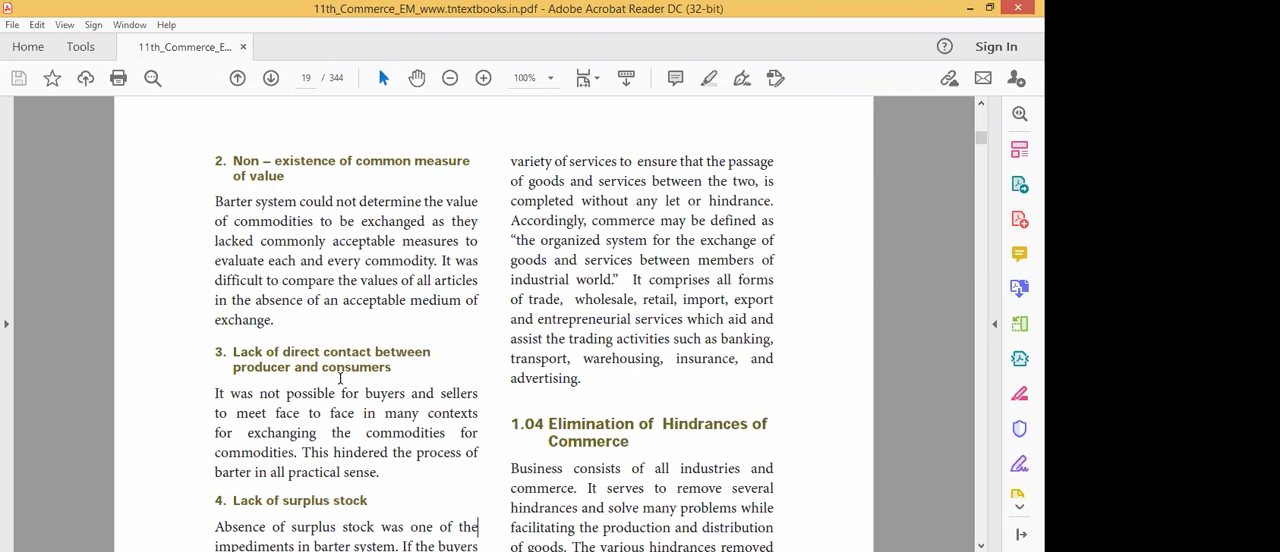 11th_Commerce_EM_www.tntextbooks.in.pdf - Adobe Acrobat Reader DC (32-bit)
File Edit View Sign Window Help
Home Tools 11th_Commerce_E... × Sign In
19 / 344 100%
2. Non – existence of common measure
of value
Barter system could not determine the value
of commodities to be exchanged as they
lacked commonly acceptable measures to
evaluate each and every commodity. It was
difficult to compare the values of all articles
in the absence of an acceptable medium of
exchange.
3. Lack of direct contact between
producer and consumers
It was not possible for buyers and sellers
to meet face to face in many contexts
for exchanging the commodities for
commodities. This hindered the process of
barter in all practical sense.
4. Lack of surplus stock
Absence of surplus stock was one of the
impediments in barter system. If the buyers
variety of services to ensure that the passage
of goods and services between the two, is
completed without any let or hindrance.
Accordingly, commerce may be defined as
“the organized system for the exchange of
goods and services between members of
industrial world.” It comprises all forms
of trade, wholesale, retail, import, export
and entrepreneurial services which aid and
assist the trading activities such as banking,
transport, warehousing, insurance, and
advertising.
1.04 Elimination of Hindrances of
Commerce
Business consists of all industries and
commerce. It serves to remove several
hindrances and solve many problems while
facilitating the production and distribution
of goods. The various hindrances removed